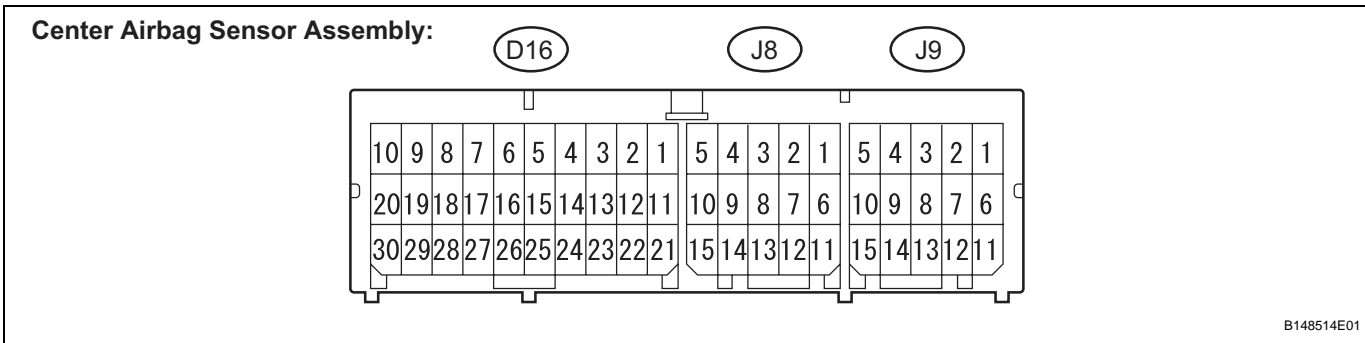 Center Airbag Sensor Assembly:
D16 J8 J9
10 9 8 7 6 5 4 3 2 1 5 4 3 2 1 5 4 3 2 1
20 19 18 17 16 15 14 13 12 11 10 9 8 7 6 10 9 8 7 6
30 29 28 27 26 25 24 23 22 21 15 14 13 12 11 15 14 13 12 11
B148514E01